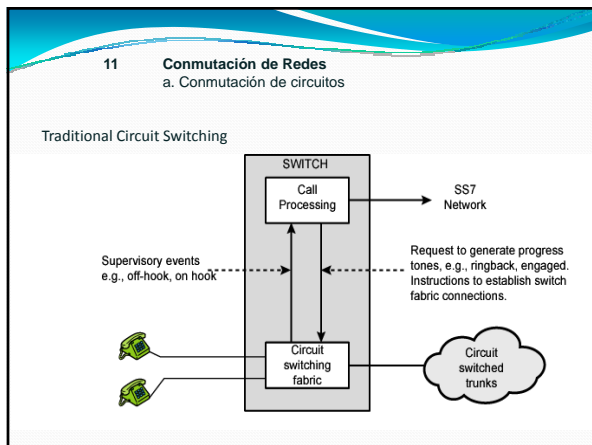 11 Conmutación de Redes
a. Conmutación de circuitos
Traditional Circuit Switching
SWITCH
Call
Processing
SS7
Network
Supervisory events
e.g., off-hook, on hook
Request to generate progress
tones, e.g., ringback, engaged.
Instructions to establish switch
fabric connections.
Circuit
switching
fabric
Circuit
switched
trunks